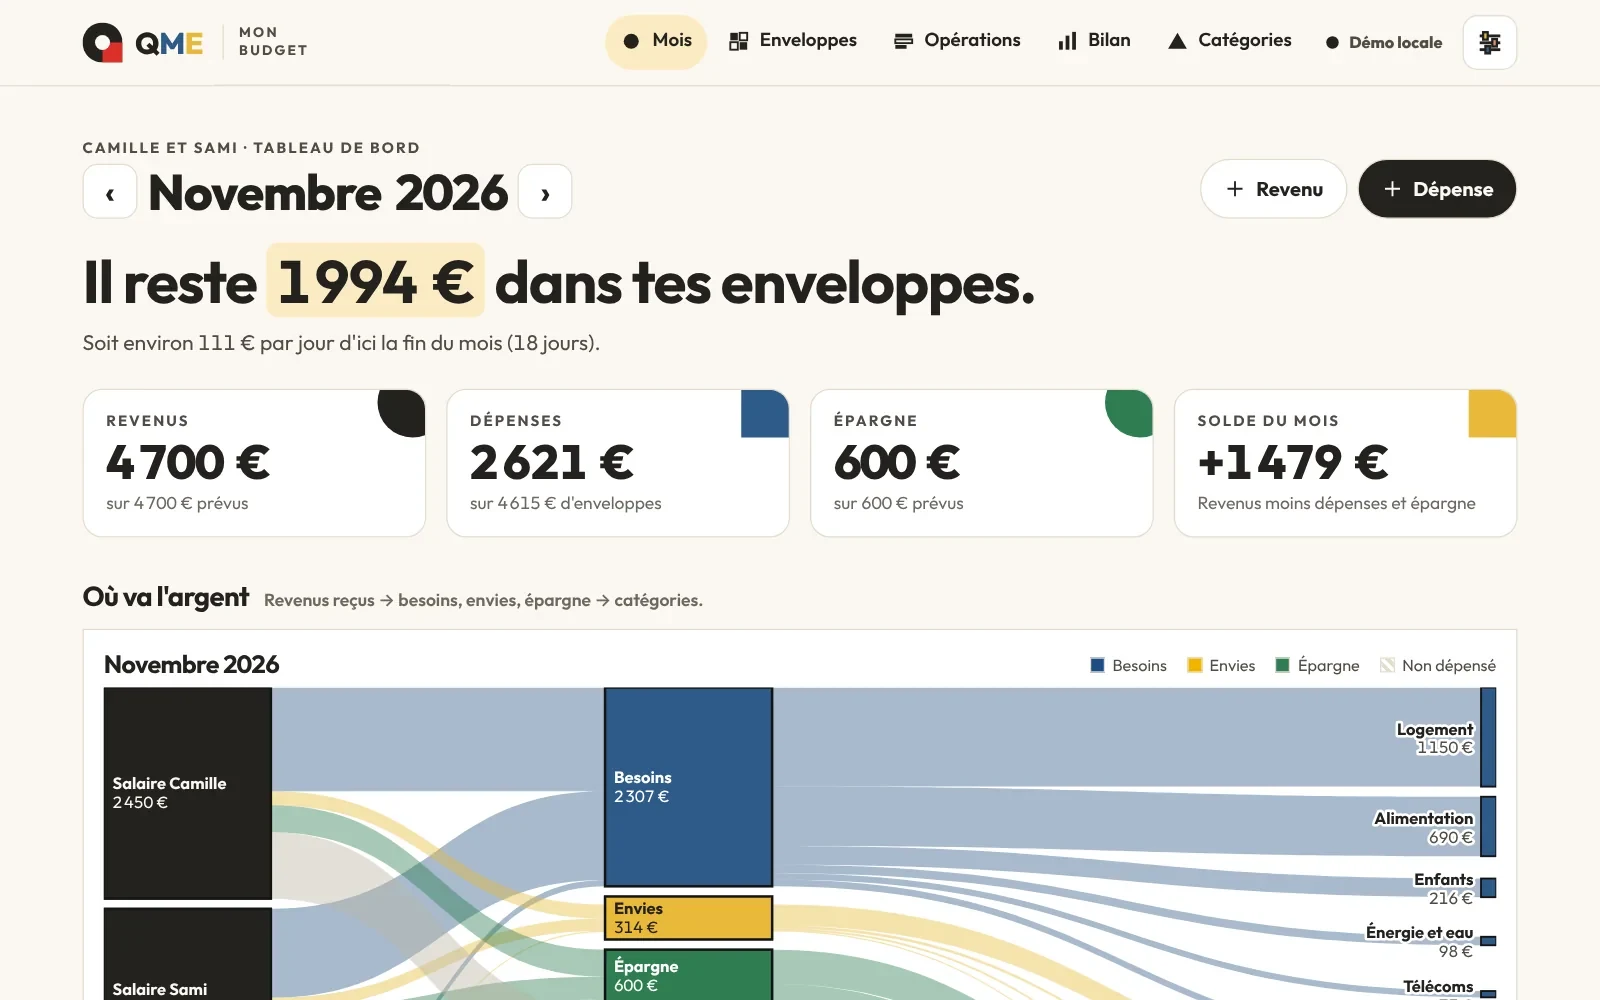 QME
MON
BUDGET
Mois
Enveloppes
Opérations
Bilan
Catégories
Démo locale
CAMILLE ET SAMI · TABLEAU DE BORD
‹ Novembre 2026 ›
+ Revenu
+ Dépense
Il reste 1 994 € dans tes enveloppes.
Soit environ 111 € par jour d'ici la fin du mois (18 jours).
REVENUS
4 700 €
sur 4 700 € prévus
DÉPENSES
2 621 €
sur 4 615 € d'enveloppes
ÉPARGNE
600 €
sur 600 € prévus
SOLDE DU MOIS
+1 479 €
Revenus moins dépenses et épargne
Où va l'argent
Revenus reçus → besoins, envies, épargne → catégories.
Novembre 2026
Besoins
Envies
Épargne
Non dépensé
Salaire Camille
2 450 €
Salaire Sami
Besoins
2 307 €
Envies
314 €
Épargne
600 €
Logement
1 150 €
Alimentation
690 €
Enfants
216 €
Énergie et eau
98 €
Télécoms